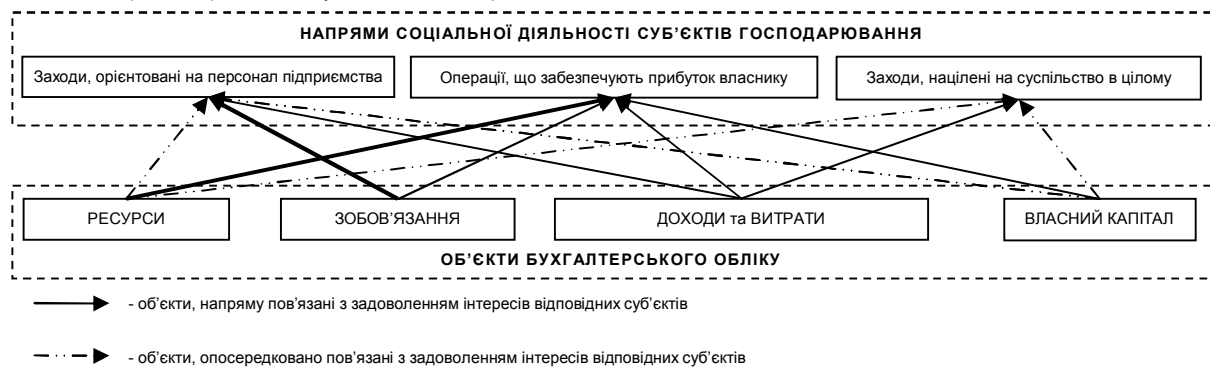 НАПРЯМИ СОЦІАЛЬНОЇ ДІЯЛЬНОСТІ СУБ’ЄКТІВ ГОСПОДАРЮВАННЯ
Заходи, орієнтовані на персонал підприємства
Операції, що забезпечують прибуток власнику
Заходи, націлені на суспільство в цілому
РЕСУРСИ
ЗОБОВ’ЯЗАННЯ
ДОХОДИ та ВИТРАТИ
ВЛАСНИЙ КАПІТАЛ
ОБ’ЄКТИ БУХГАЛТЕРСЬКОГО ОБЛІКУ
- об’єкти, напряму пов’язані з задоволенням інтересів відповідних суб’єктів
- об’єкти, опосередковано пов’язані з задоволенням інтересів відповідних суб’єктів